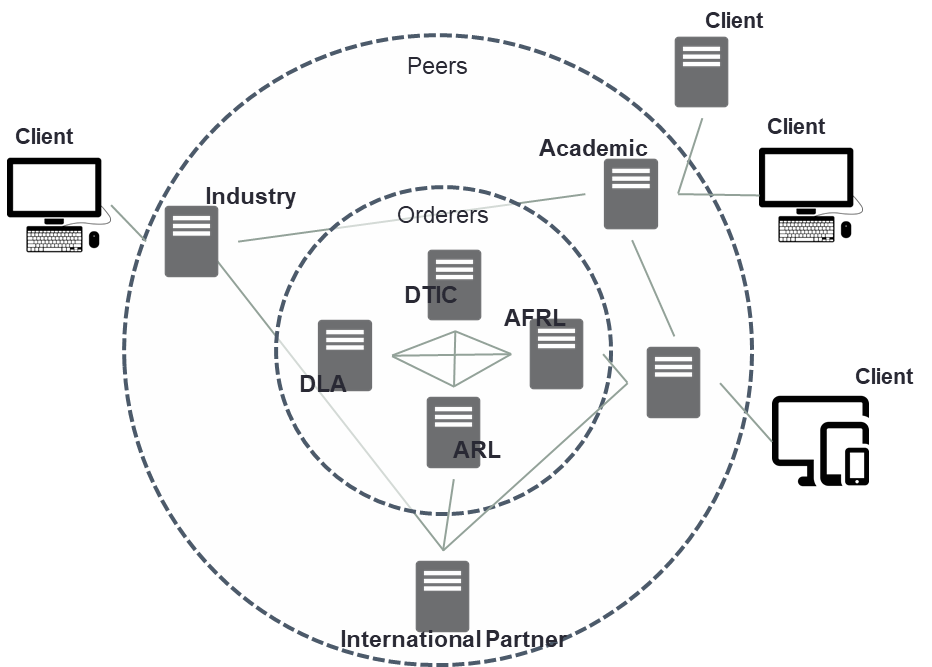 Client
Peers
Client
Client
Academic
Industry
Orderers
DTIC
AFRL
DLA
Client
ARL
International Partner